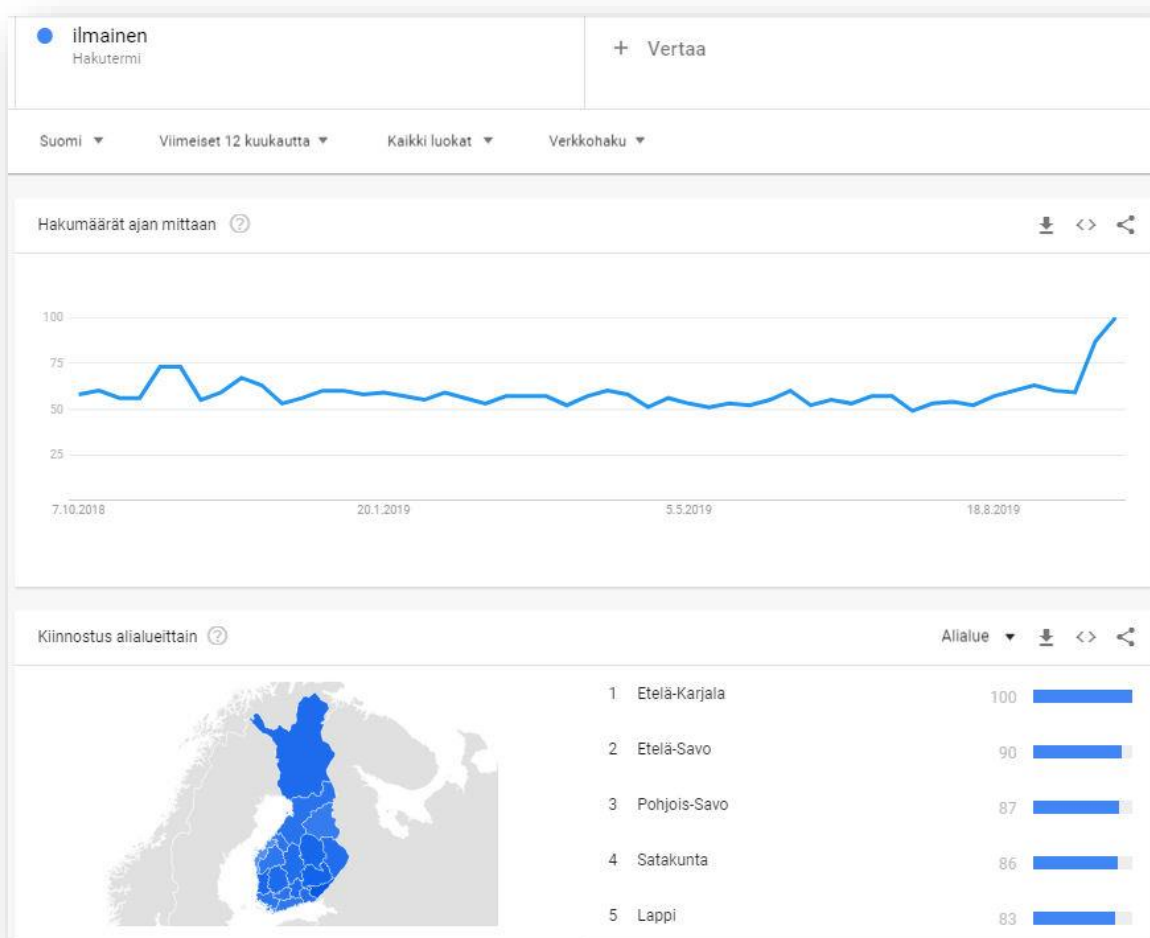 ilmainen
Hakutermi
+ Vertaa
Suomi Viimeiset 12 kuukautta Kaikki luokat Verkkohaku
Hakumäärät ajan mittaan ?
100
75
50
25
7.10.2018 20.1.2019 5.5.2019 18.8.2019
Kiinnostus alialueittain ?
Alialue
1 Etelä-Karjala 100
2 Etelä-Savo 90
3 Pohjois-Savo 87
4 Satakunta 86
5 Lappi 83